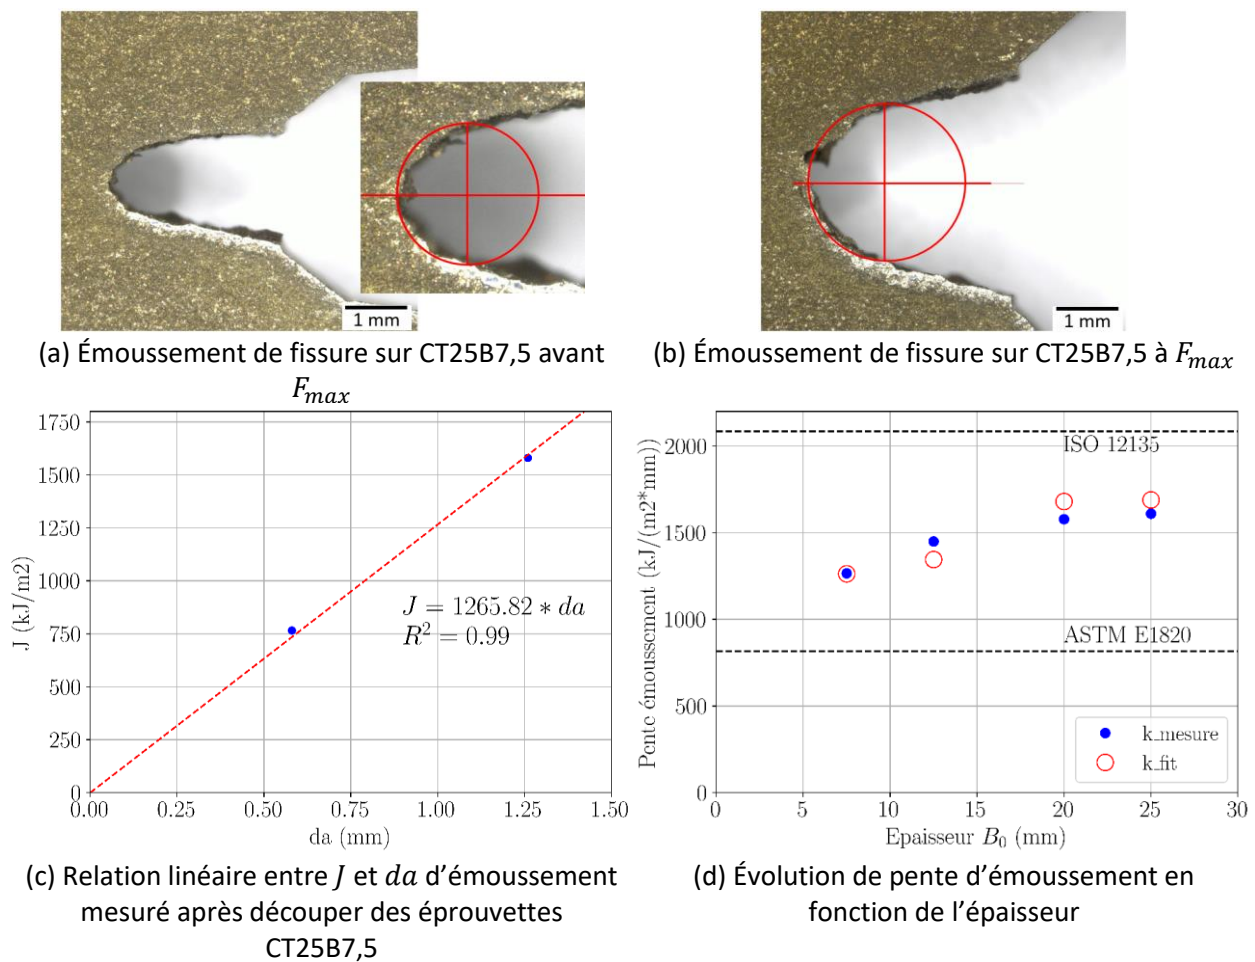 1 mm
1 mm
(a) Émoussement de fissure sur CT25B7,5 avant
F_max
(b) Émoussement de fissure sur CT25B7,5 à F_max
1750
1500
1250
1000
750
500
250
0
J (kJ/m2)
J = 1265.82 * da
R² = 0.99
0.00 0.25 0.50 0.75 1.00 1.25 1.50
da (mm)
2000
1500
1000
500
0
Pente émoussement (kJ/(m2*mm))
ISO 12135
ASTM E1820
k_mesure
k_fit
0 5 10 15 20 25 30
Epaisseur B₀ (mm)
(c) Relation linéaire entre J et da d’émoussement
mesuré après découper des éprouvettes
CT25B7,5
(d) Évolution de pente d’émoussement en
fonction de l’épaisseur